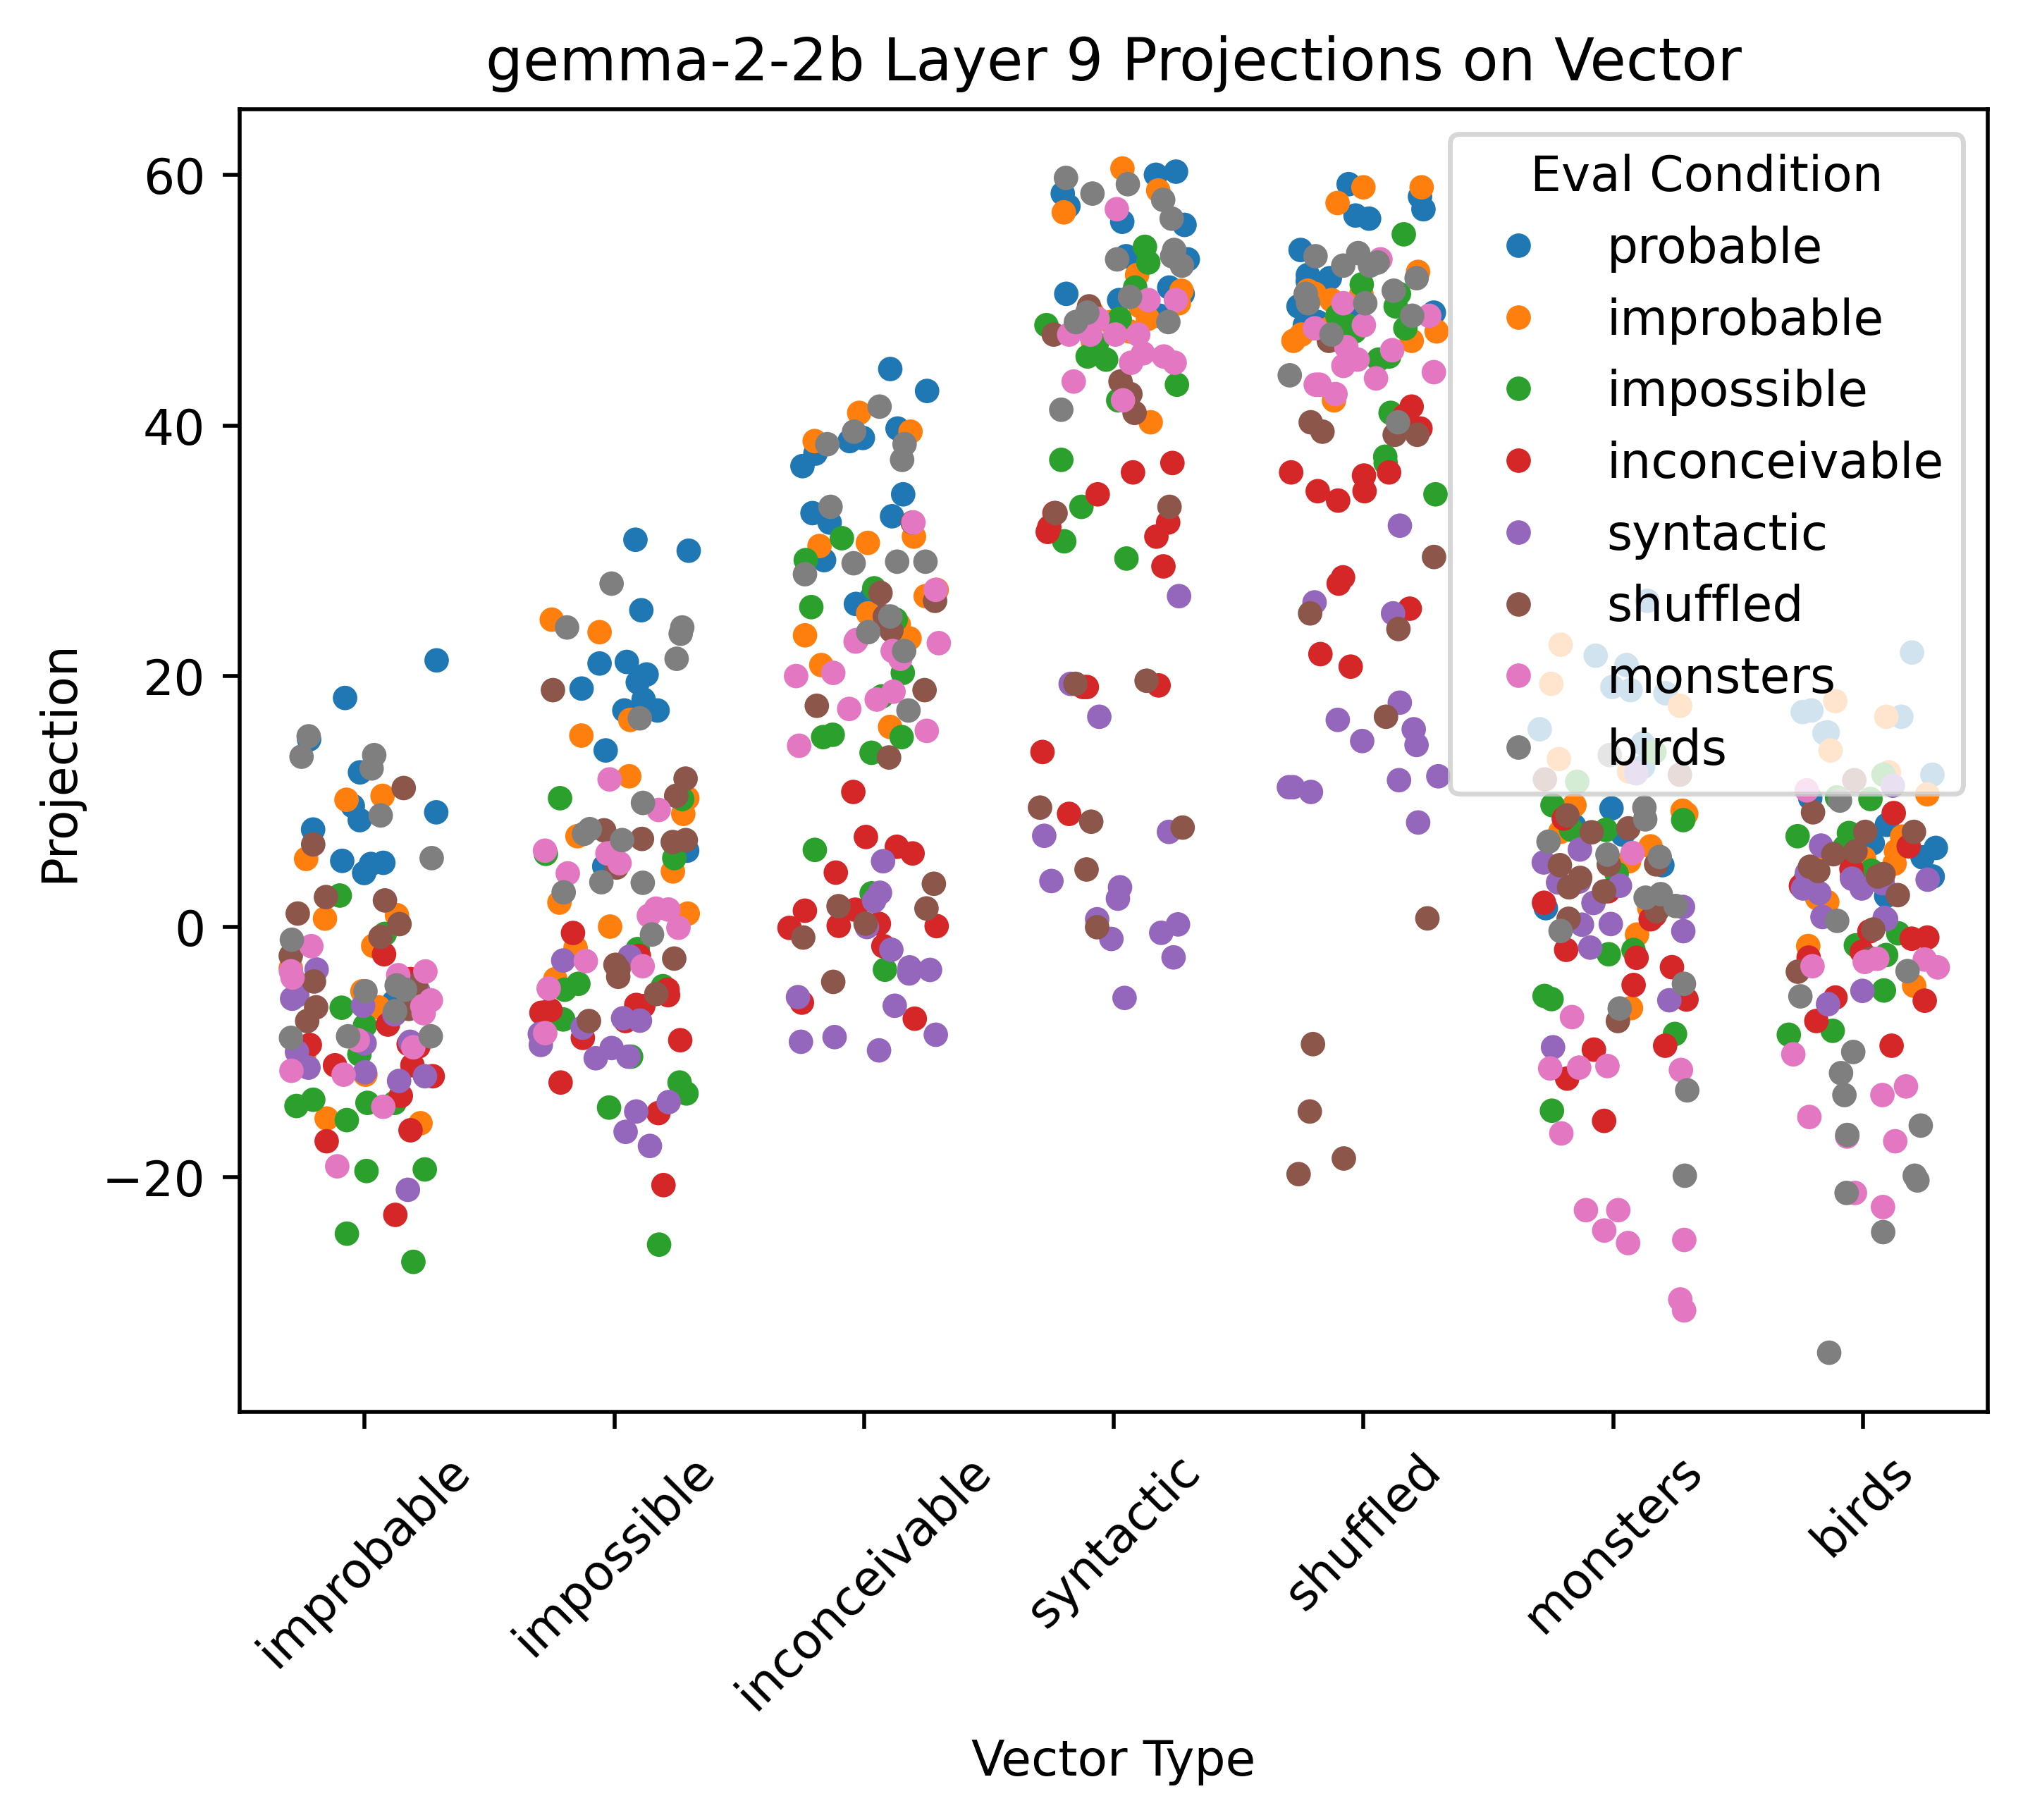 gemma-2-2b Layer 9 Projections on Vector
Eval Condition
probable
improbable
impossible
inconceivable
syntactic
shuffled
monsters
birds
Projection
60
40
20
0
−20
improbable
impossible
inconceivable
syntactic
shuffled
monsters
birds
Vector Type